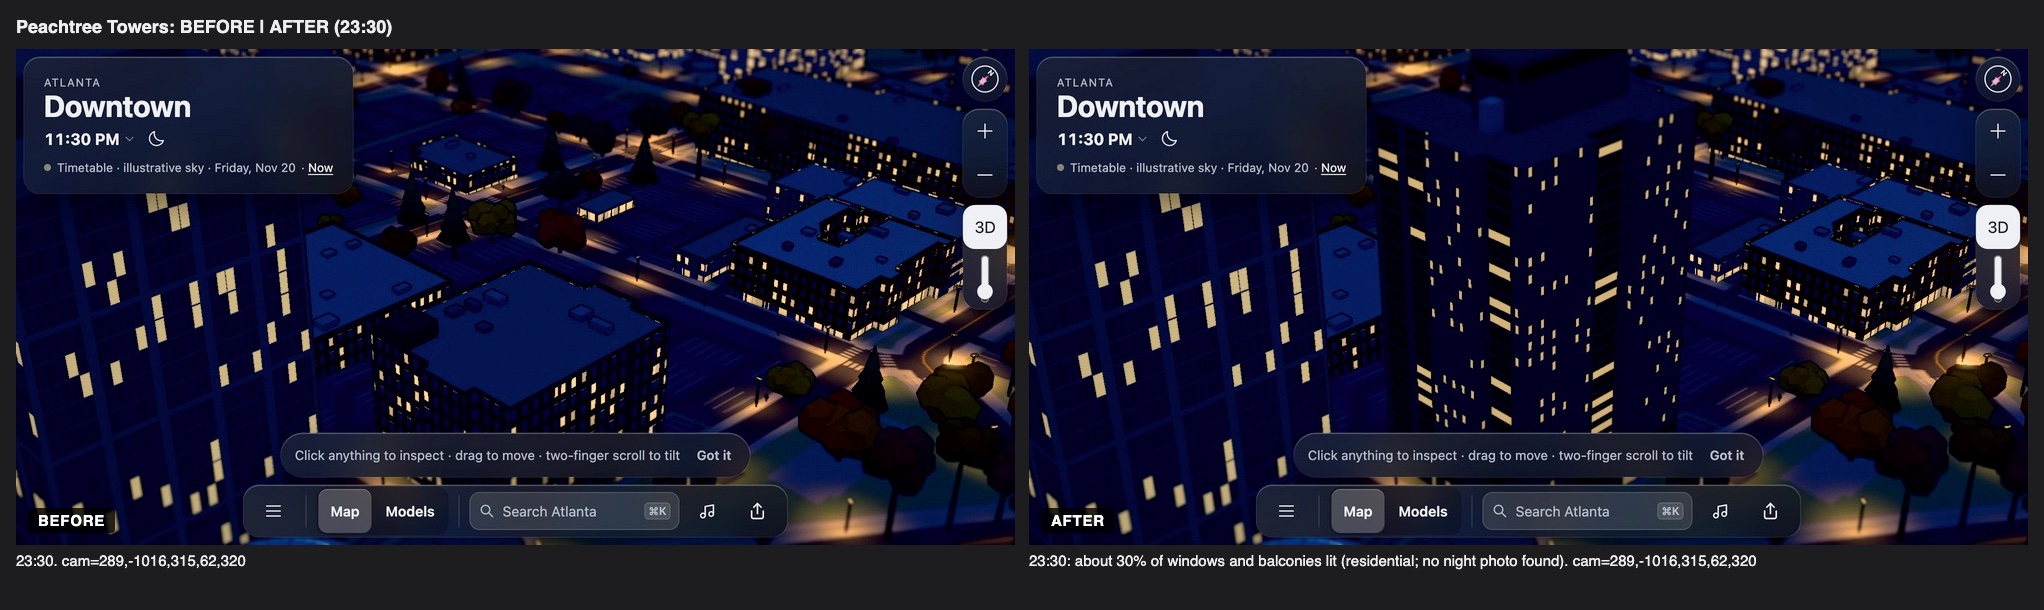 Peachtree Towers: BEFORE | AFTER (23:30)
ATLANTA
Downtown
11:30 PM
Timetable · illustrative sky · Friday, Nov 20 · Now
3D
Click anything to inspect · drag to move · two-finger scroll to tilt Got it
Map Models Search Atlanta ⌘K
BEFORE
23:30. cam=289,-1016,315,62,320
ATLANTA
Downtown
11:30 PM
Timetable · illustrative sky · Friday, Nov 20 · Now
3D
Click anything to inspect · drag to move · two-finger scroll to tilt Got it
Map Models Search Atlanta ⌘K
AFTER
23:30: about 30% of windows and balconies lit (residential; no night photo found). cam=289,-1016,315,62,320